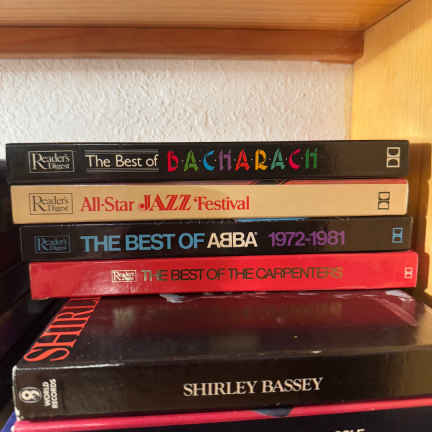 Reader's Digest The Best of BACHARACH
Reader's Digest All-Star JAZZ Festival
Reader's Digest THE BEST OF ABBA® 1972-1981
Reader's THE BEST OF THE CARPENTERS
SHIRL
WORLD RECORDS SHIRLEY BASSEY